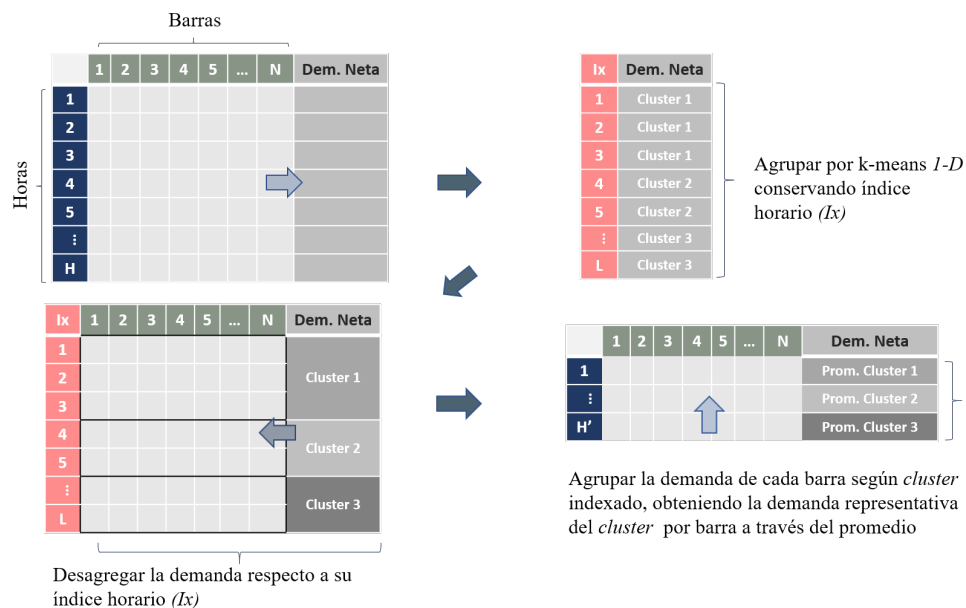 Barras
1 2 3 4 5 ... N Dem. Neta
Horas
1
2
3
4
5
⋮
H
Ix Dem. Neta
1 Cluster 1
2 Cluster 1
3 Cluster 1
4 Cluster 2
5 Cluster 2
⋮ Cluster 3
L Cluster 3
Agrupar por k-means 1-D
conservando índice
horario (Ix)
Ix 1 2 3 4 5 ... N Dem. Neta
1
2 Cluster 1
3
4
Cluster 2
5
⋮
Cluster 3
L
Desagregar la demanda respecto a su
índice horario (Ix)
1 2 3 4 5 ... N Dem. Neta
1 Prom. Cluster 1
⋮ Prom. Cluster 2
H’ Prom. Cluster 3
Agrupar la demanda de cada barra según cluster
indexado, obteniendo la demanda representativa
del cluster por barra a través del promedio